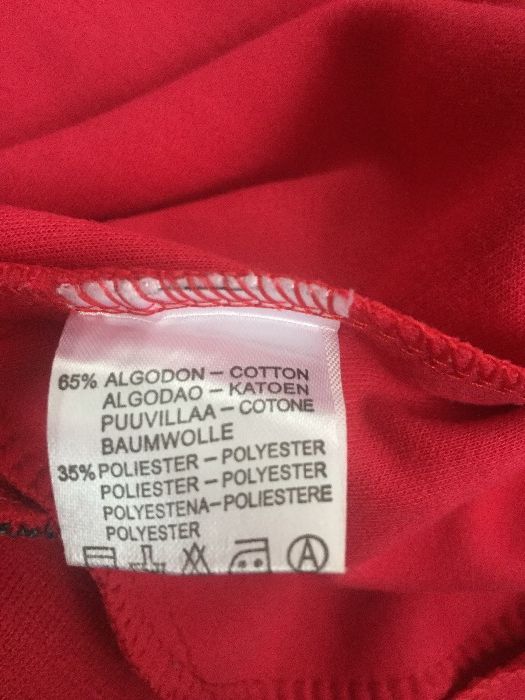 65% ALGODON - COTTON
ALGODAO - KATOEN
PUUVILLAA - COTONE
BAUMWOLLE
35% POLIESTER - POLYESTER
POLIESTER - POLYESTER
POLYESTENA-POLIESTERE
POLYESTER
A